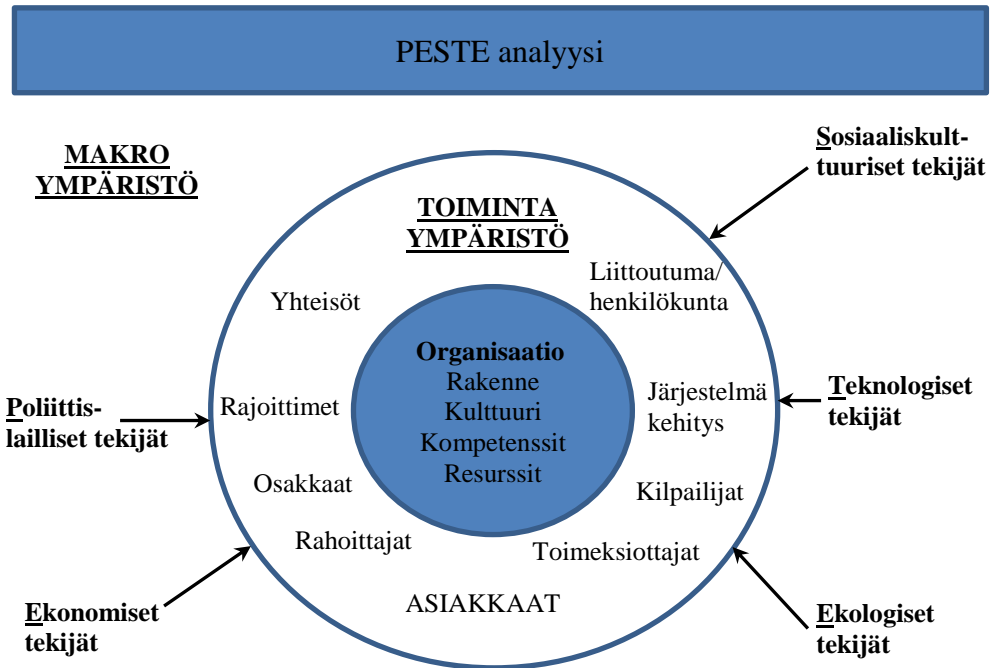 PESTE analyysi
MAKRO
YMPÄRISTÖ
Sosiaaliskult-
tuuriset tekijät
TOIMINTA
YMPÄRISTÖ
Liittoutuma/
henkilökunta
Yhteisöt
Organisaatio
Rakenne
Kulttuuri
Kompetenssit
Resurssit
Poliittis-
lailliset tekijät
Rajoittimet
Järjestelmä
kehitys
Teknologiset
tekijät
Osakkaat
Kilpailijat
Rahoittajat
Toimeksiottajat
ASIAKKAAT
Ekonomiset
tekijät
Ekologiset
tekijät